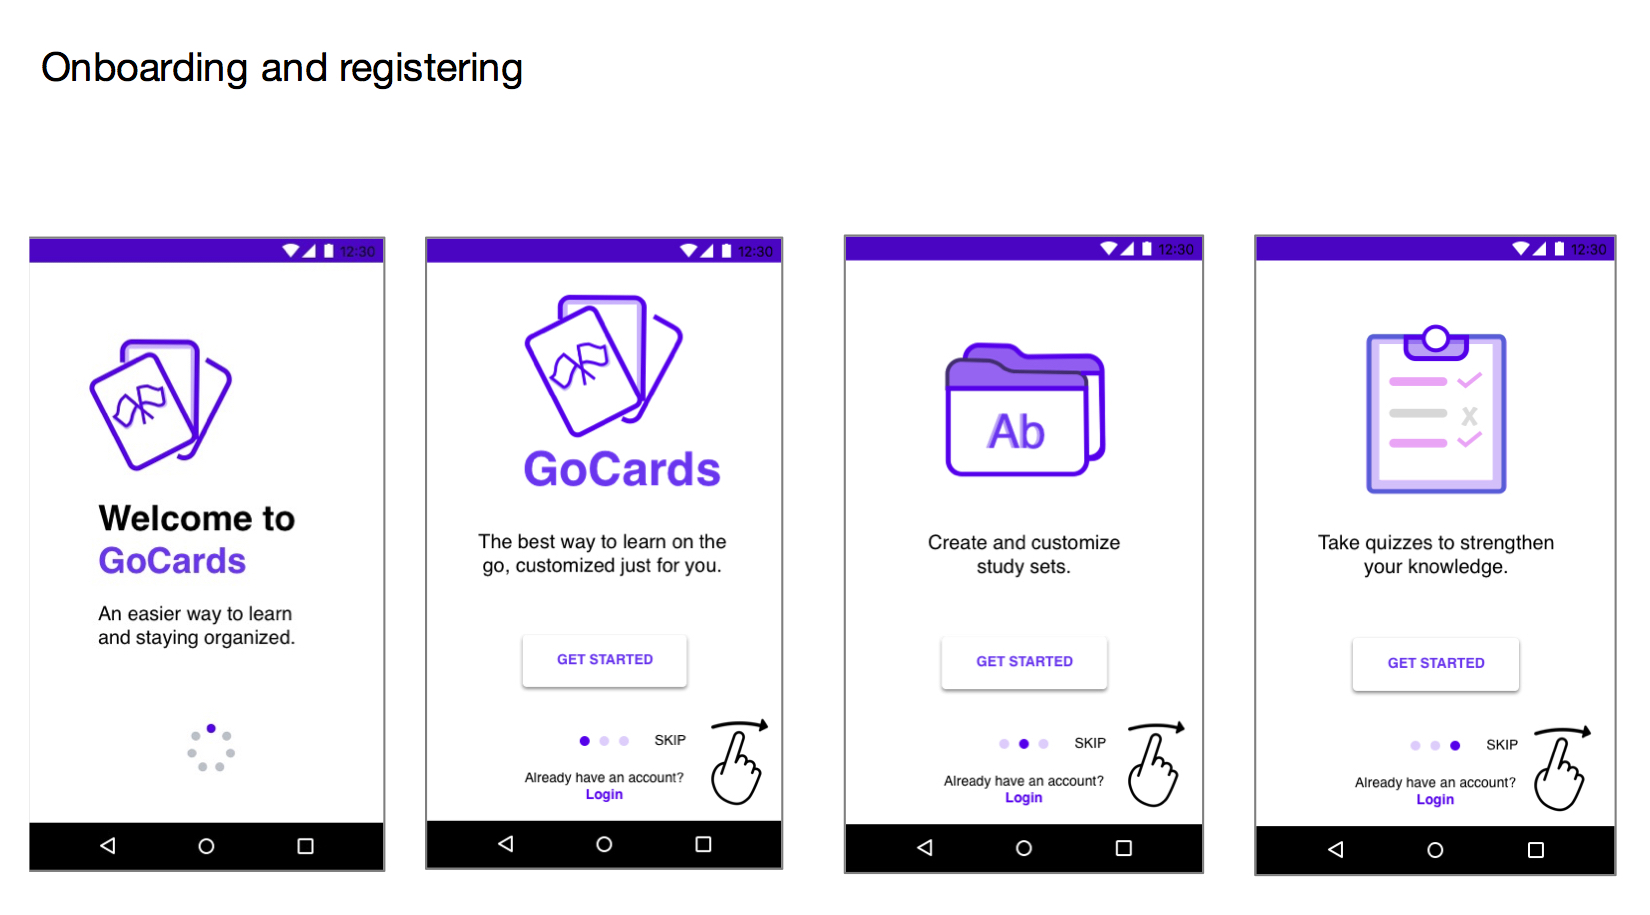 Onboarding and registering
12:30
Welcome to
GoCards
An easier way to learn
and staying organized.
12:30
GoCards
The best way to learn on the
go, customized just for you.
GET STARTED
SKIP
Already have an account?
Login
12:30
Ab
Create and customize
study sets.
GET STARTED
SKIP
Already have an account?
Login
12:30
X
Take quizzes to strengthen
your knowledge.
GET STARTED
SKIP
Already have an account?
Login